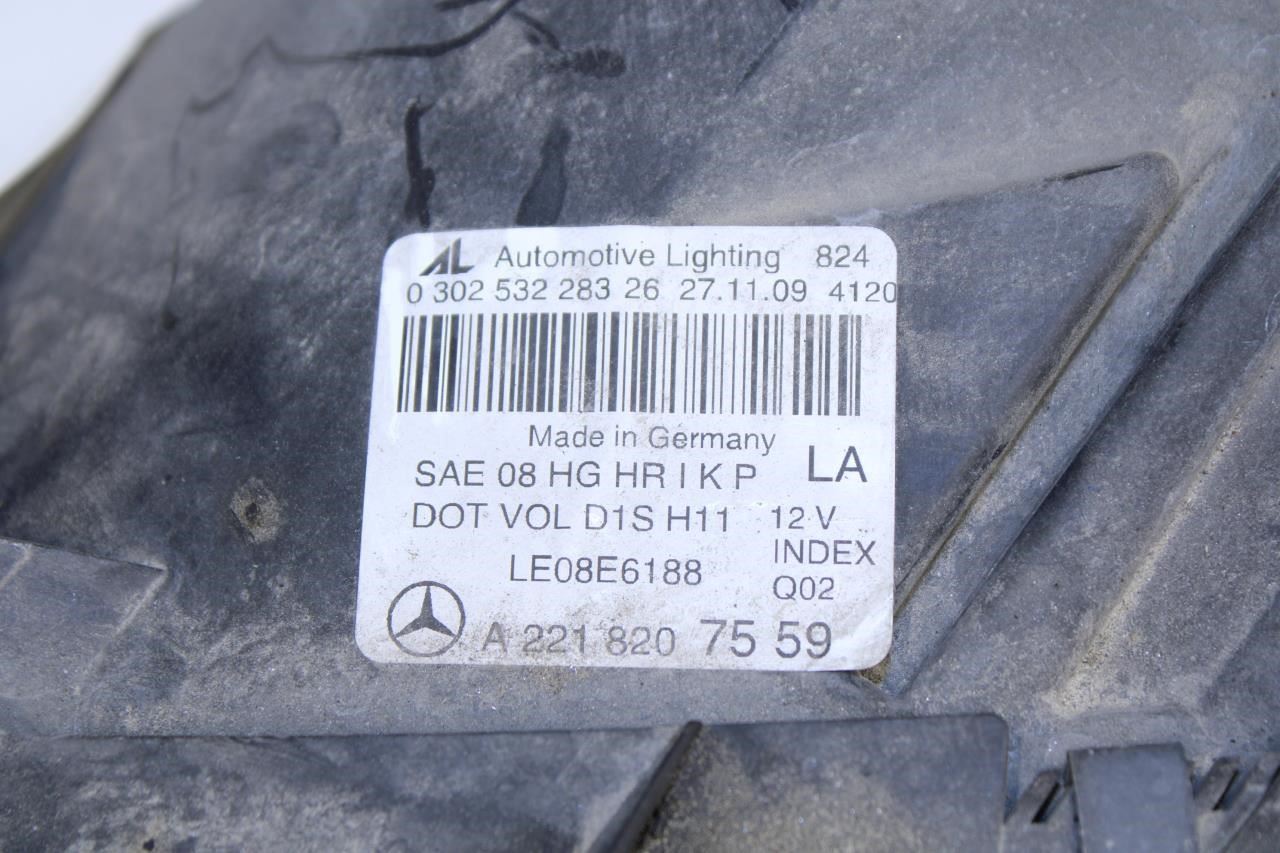 AL Automotive Lighting 824
0 302 532 283 26 27.11.09 4120
Made in Germany
LA
SAE 08 HG HR I K P
DOT VOL D1S H11 12 V
INDEX
LE08E6188
Q02
A 221 820 75 59